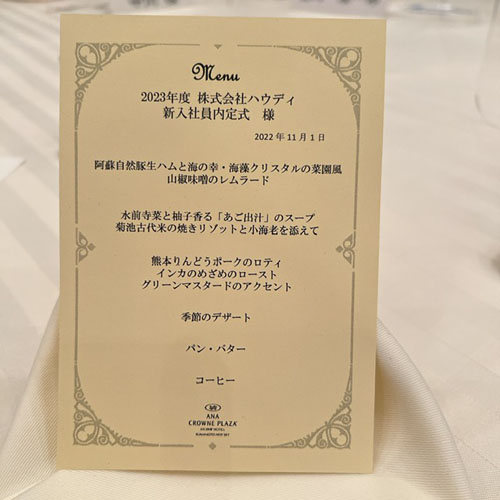 Menu
2023年度 株式会社ハウディ
新入社員内定式 様
2022年11月1日
阿蘇自然豚生ハムと海の幸・海藻クリスタルの菜園風
山椒味噌のレムラード
水前寺菜と柚子香る「あご出汁」のスープ
菊池古代米の焼きリゾットと小海老を添えて
熊本りんどうポークのロティ
インカのめざめのロースト
グリーンマスタードのアクセント
季節のデザート
パン・バター
コーヒー
ANA
CROWNE PLAZA